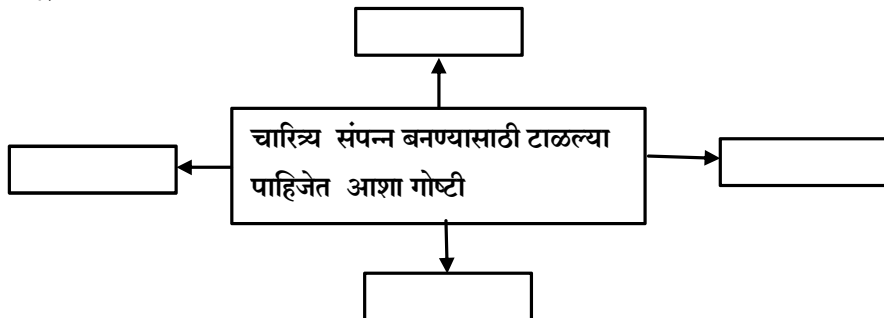 चारित्र्य संपन्न बनण्यासाठी टाळल्या
पाहिजेत आशा गोष्टी